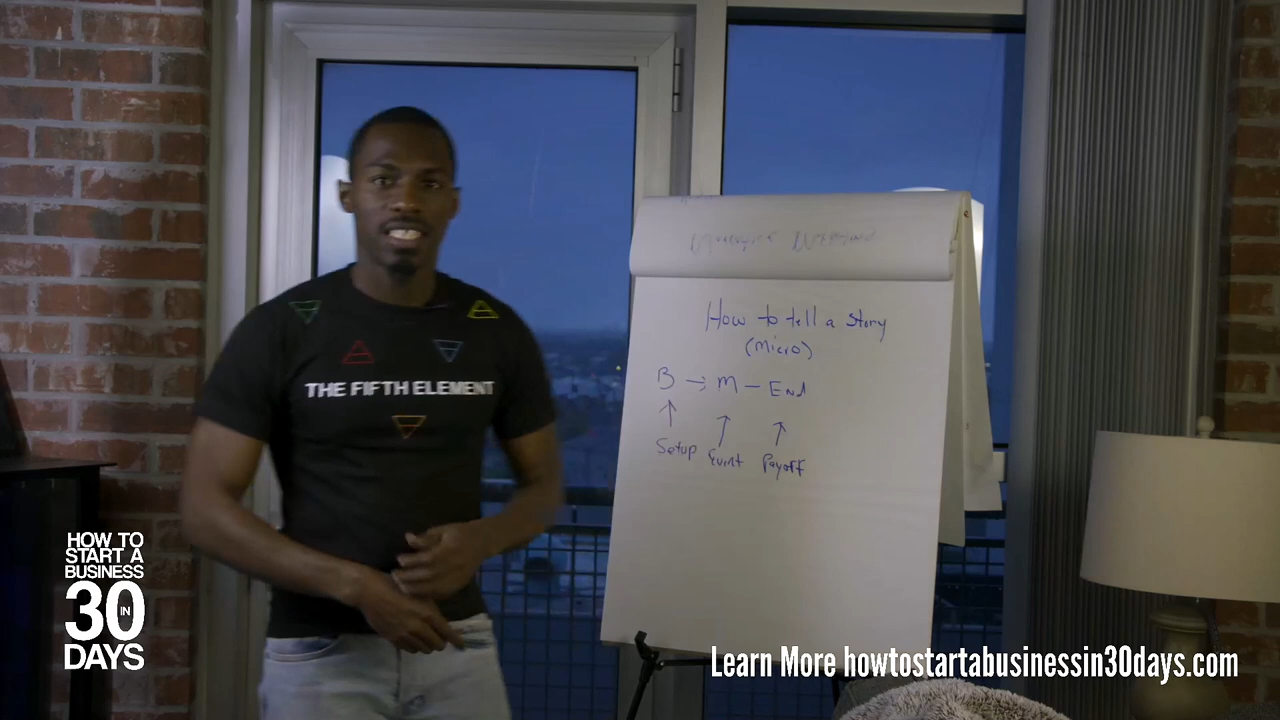 How to tell a Story
(Micro)
B → M — End
↑ ↑ ↑
Setup Event Payoff
THE FIFTH ELEMENT
HOW TO
START A
BUSINESS
30 IN
DAYS
Learn More howtostartabusinessin30days.com